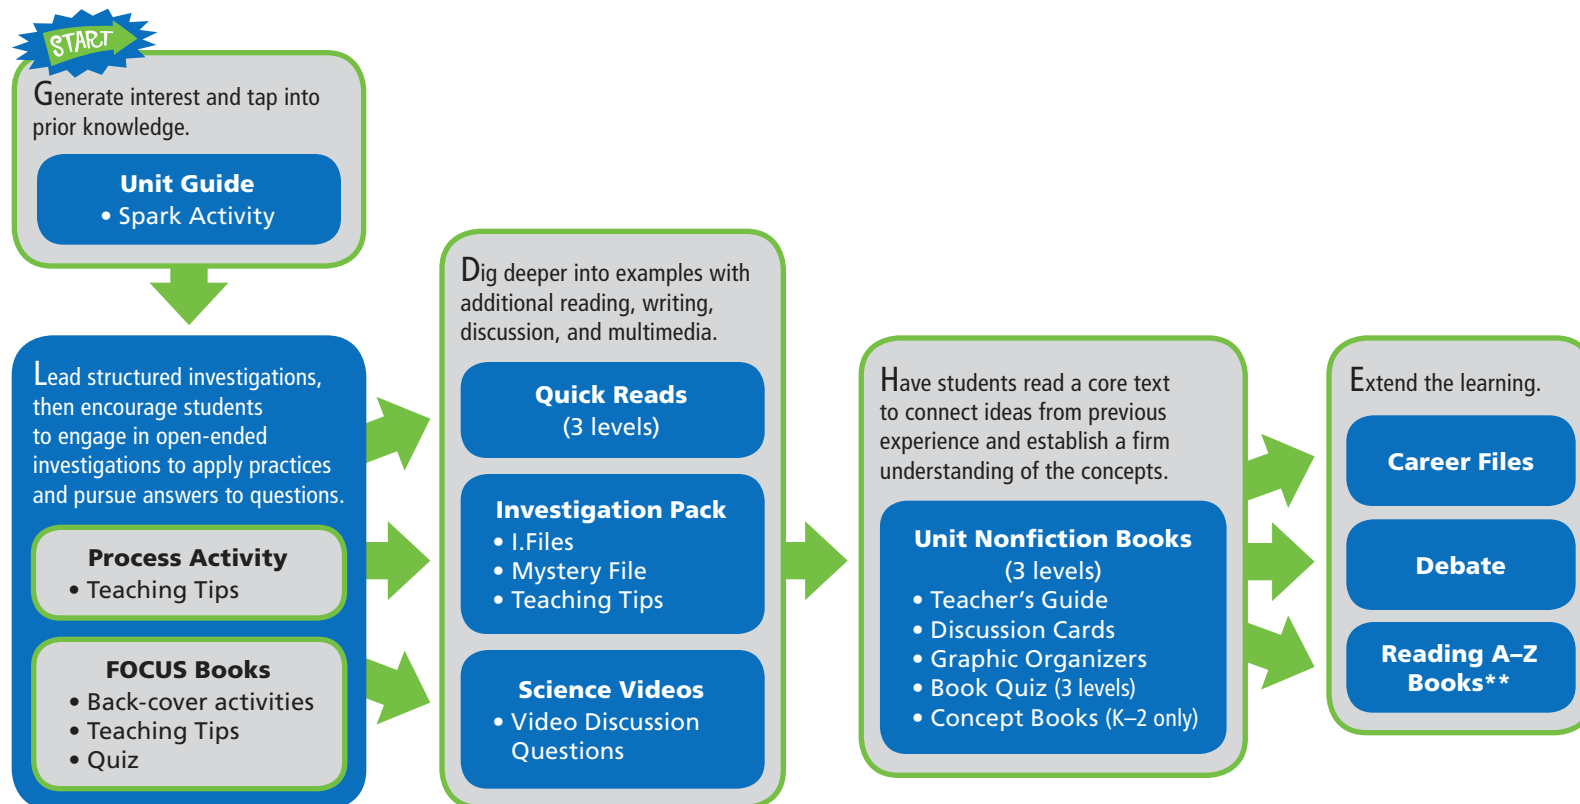 START
Generate interest and tap into
prior knowledge.
Unit Guide
• Spark Activity
Lead structured investigations,
then encourage students
to engage in open-ended
investigations to apply practices
and pursue answers to questions.
Process Activity
• Teaching Tips
FOCUS Books
• Back-cover activities
• Teaching Tips
• Quiz
Dig deeper into examples with
additional reading, writing,
discussion, and multimedia.
Quick Reads
(3 levels)
Investigation Pack
• I.Files
• Mystery File
• Teaching Tips
Science Videos
• Video Discussion
Questions
Have students read a core text
to connect ideas from previous
experience and establish a firm
understanding of the concepts.
Unit Nonfiction Books
(3 levels)
• Teacher's Guide
• Discussion Cards
• Graphic Organizers
• Book Quiz (3 levels)
• Concept Books (K–2 only)
Extend the learning.
Career Files
Debate
Reading A–Z
Books**